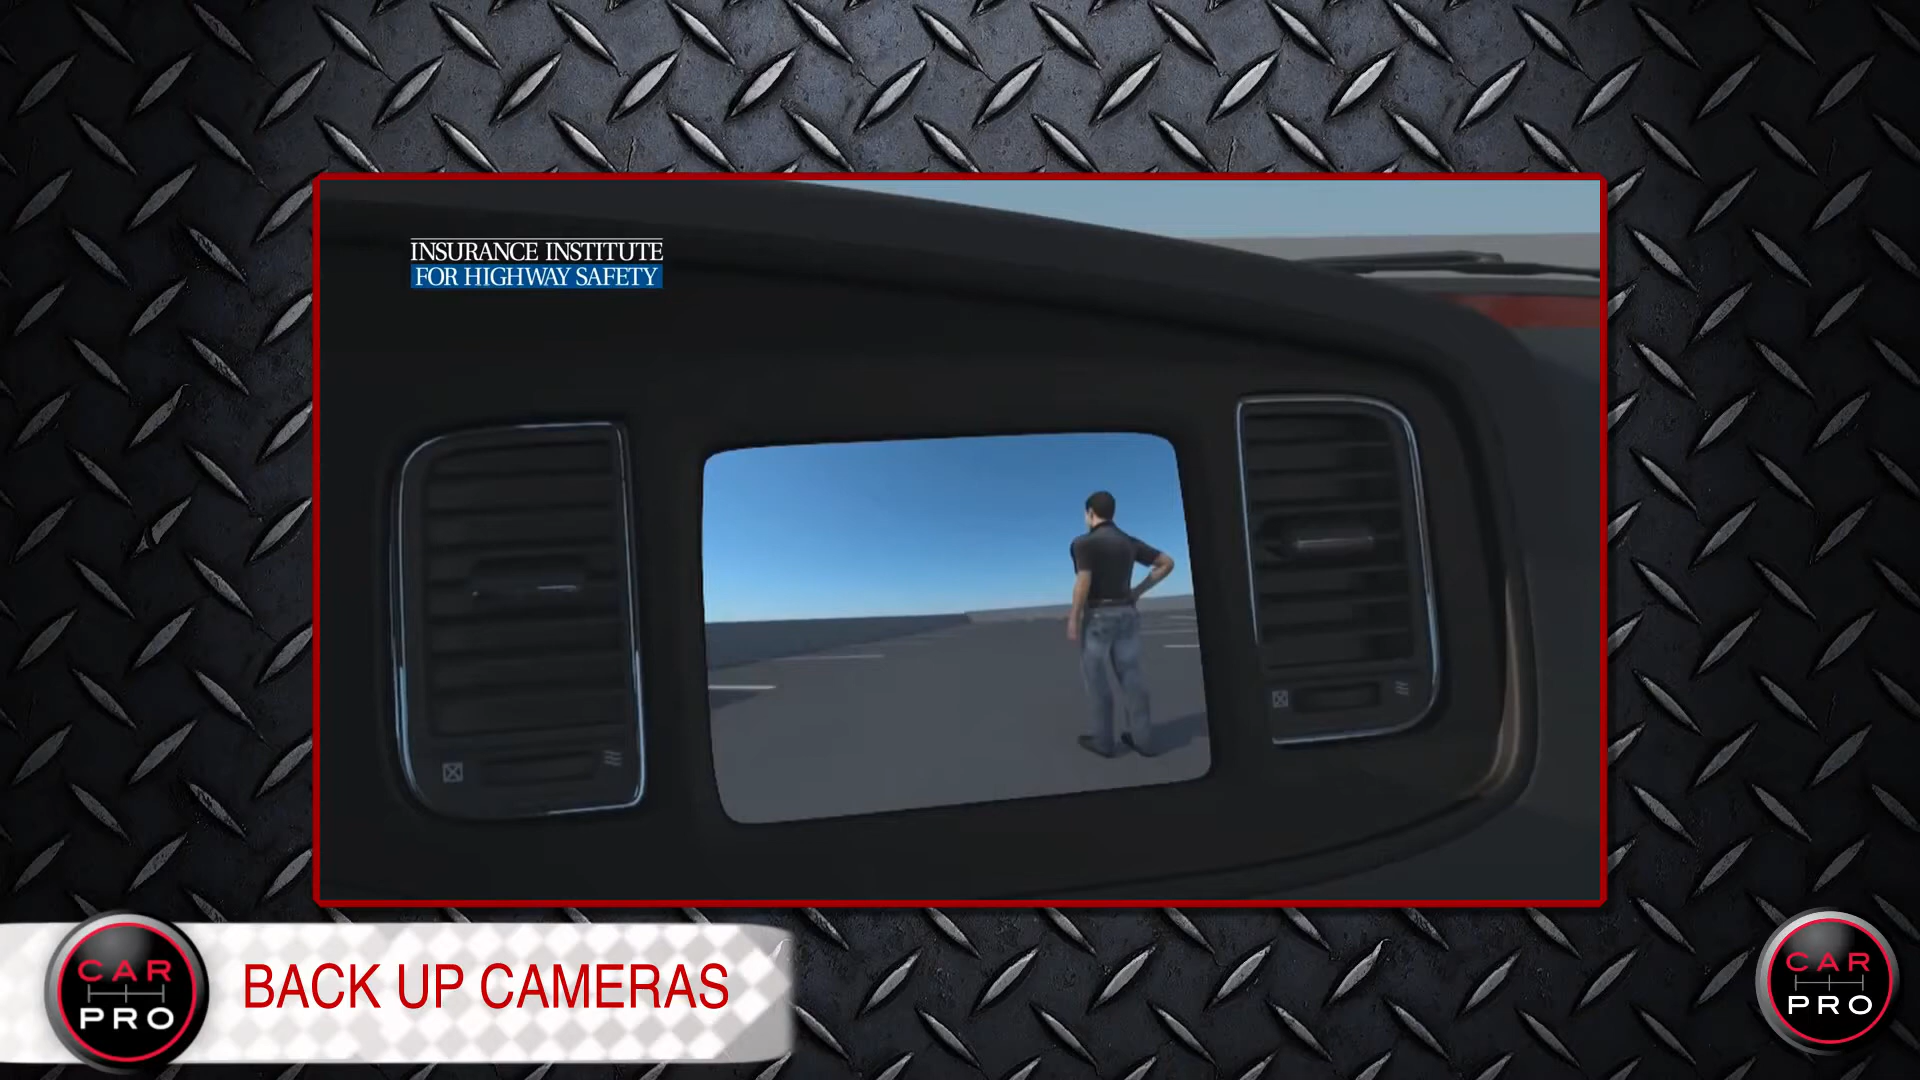 INSURANCE INSTITUTE
FOR HIGHWAY SAFETY
BACK UP CAMERAS
CAR
PRO
CAR
PRO